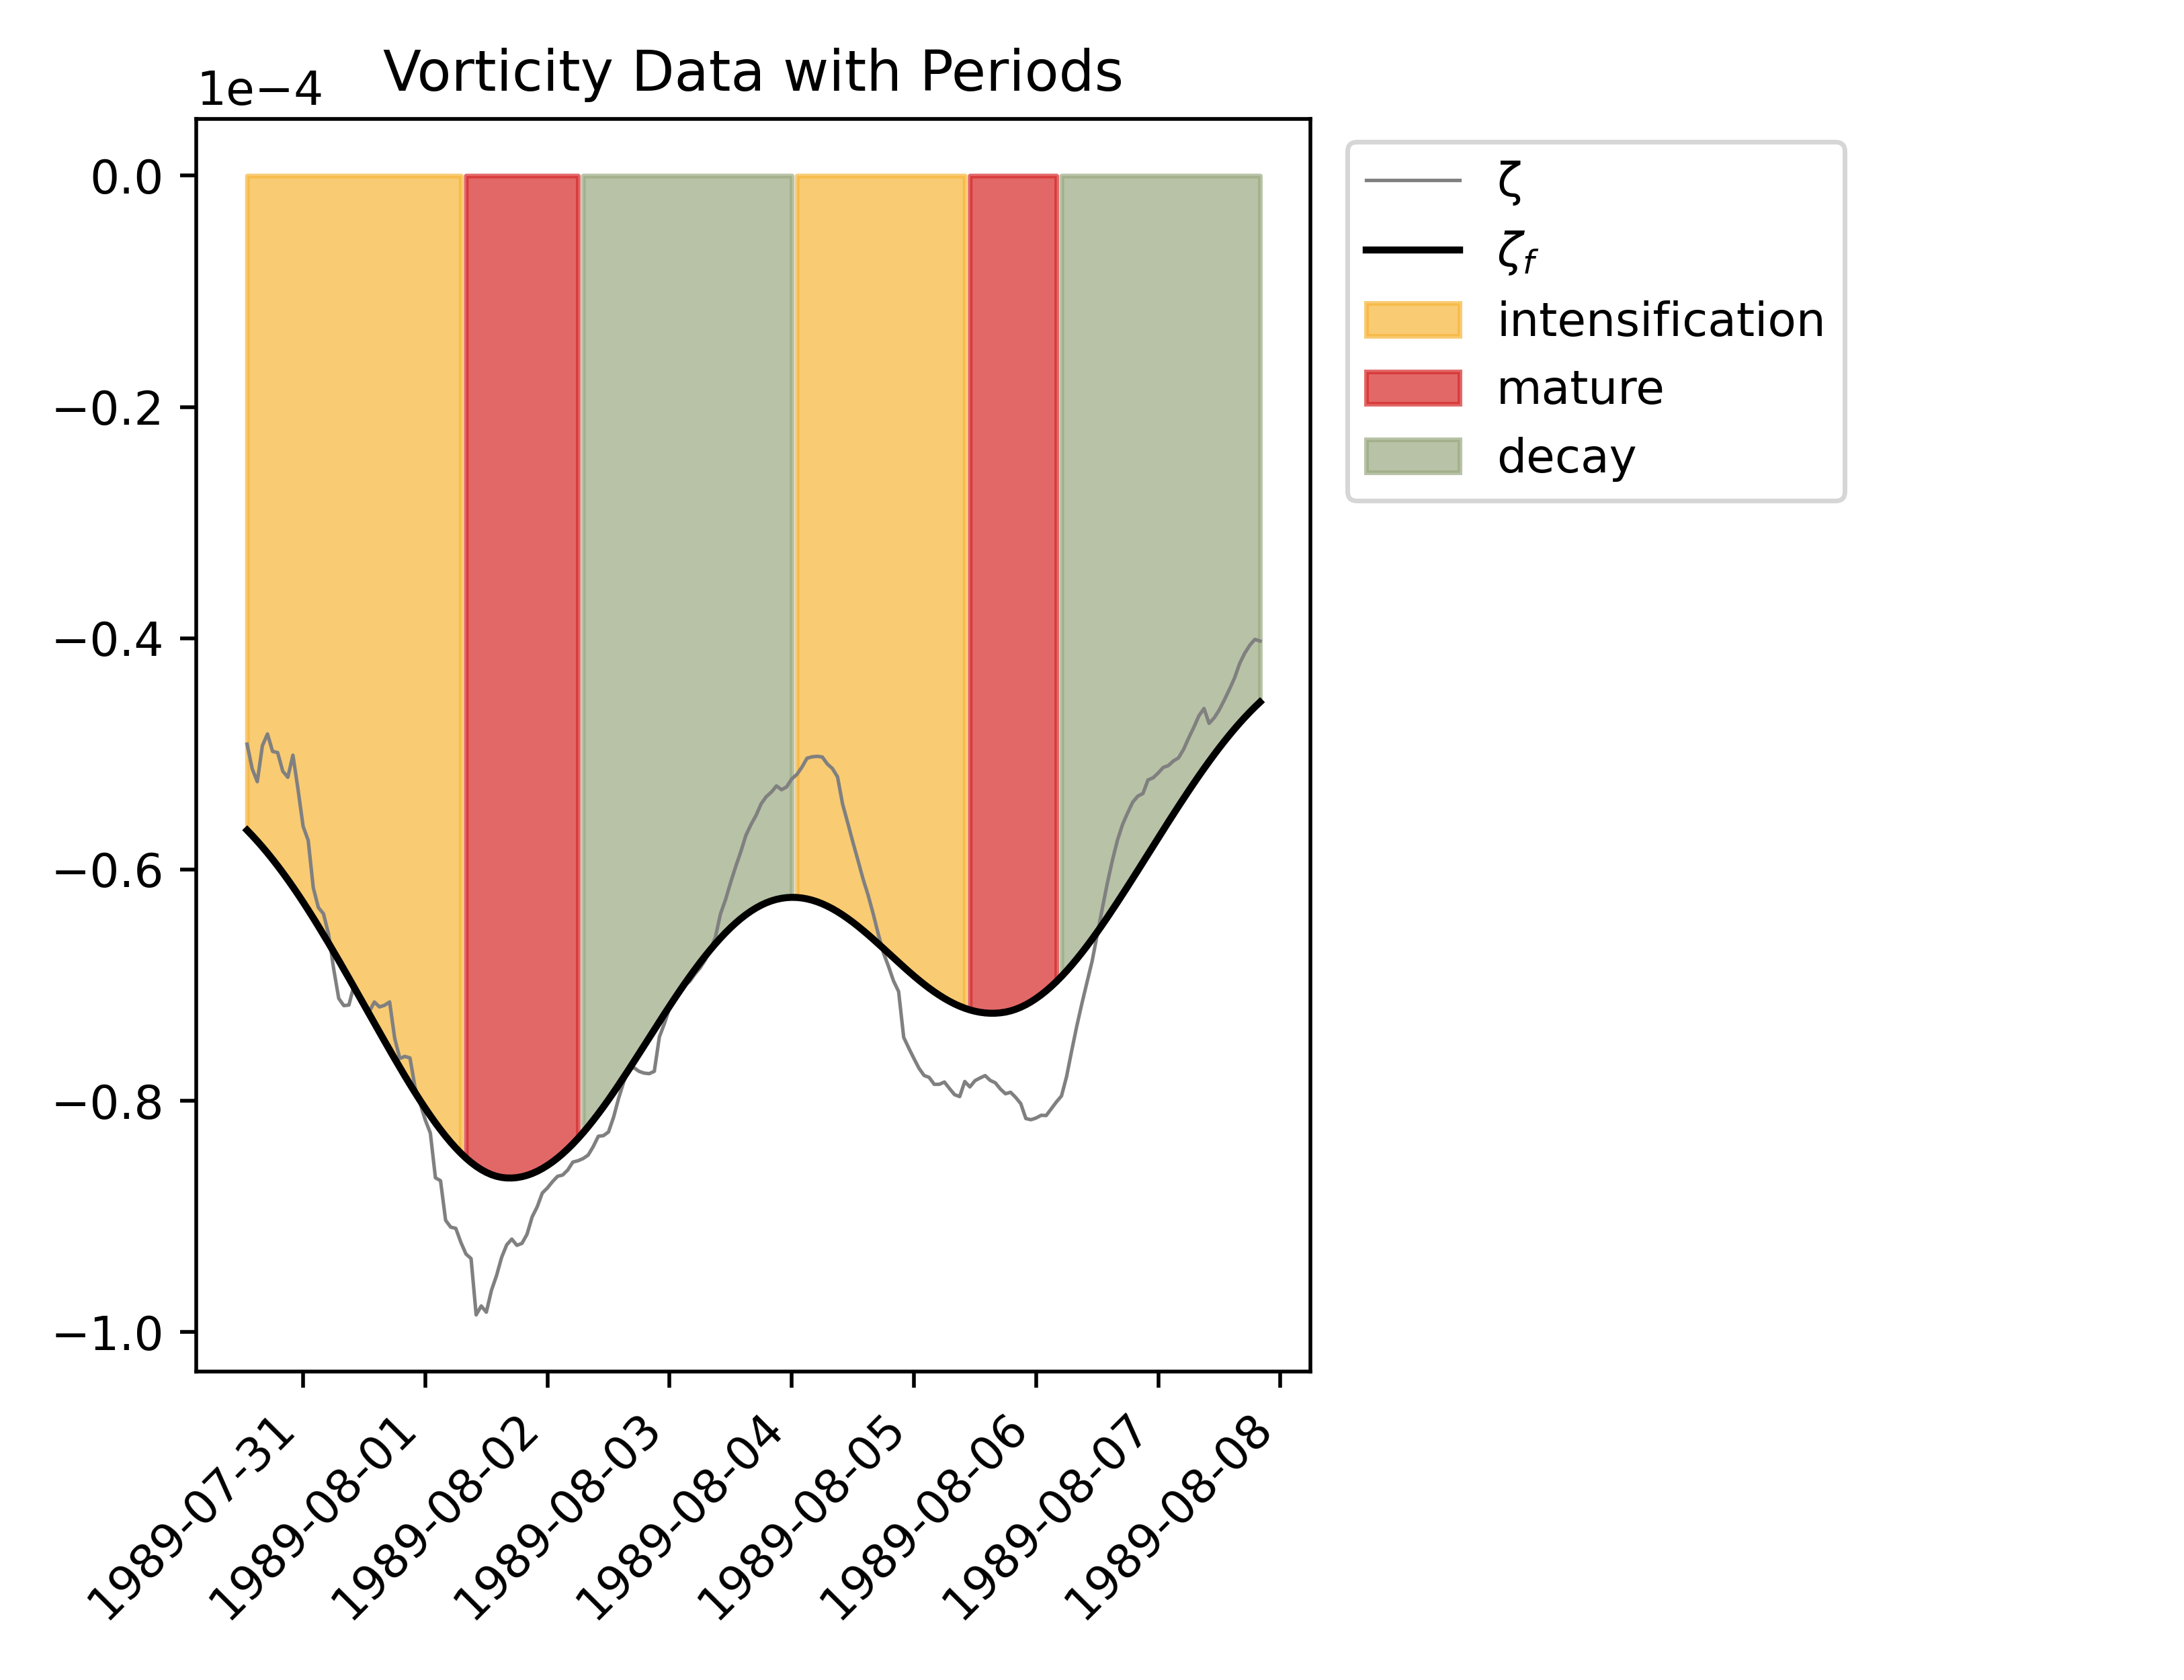 Vorticity Data with Periods
1e−4
0.0
−0.2
−0.4
−0.6
−0.8
−1.0
1989-07-31
1989-08-01
1989-08-02
1989-08-03
1989-08-04
1989-08-05
1989-08-06
1989-08-07
1989-08-08
ζ
ζf
intensification
mature
decay